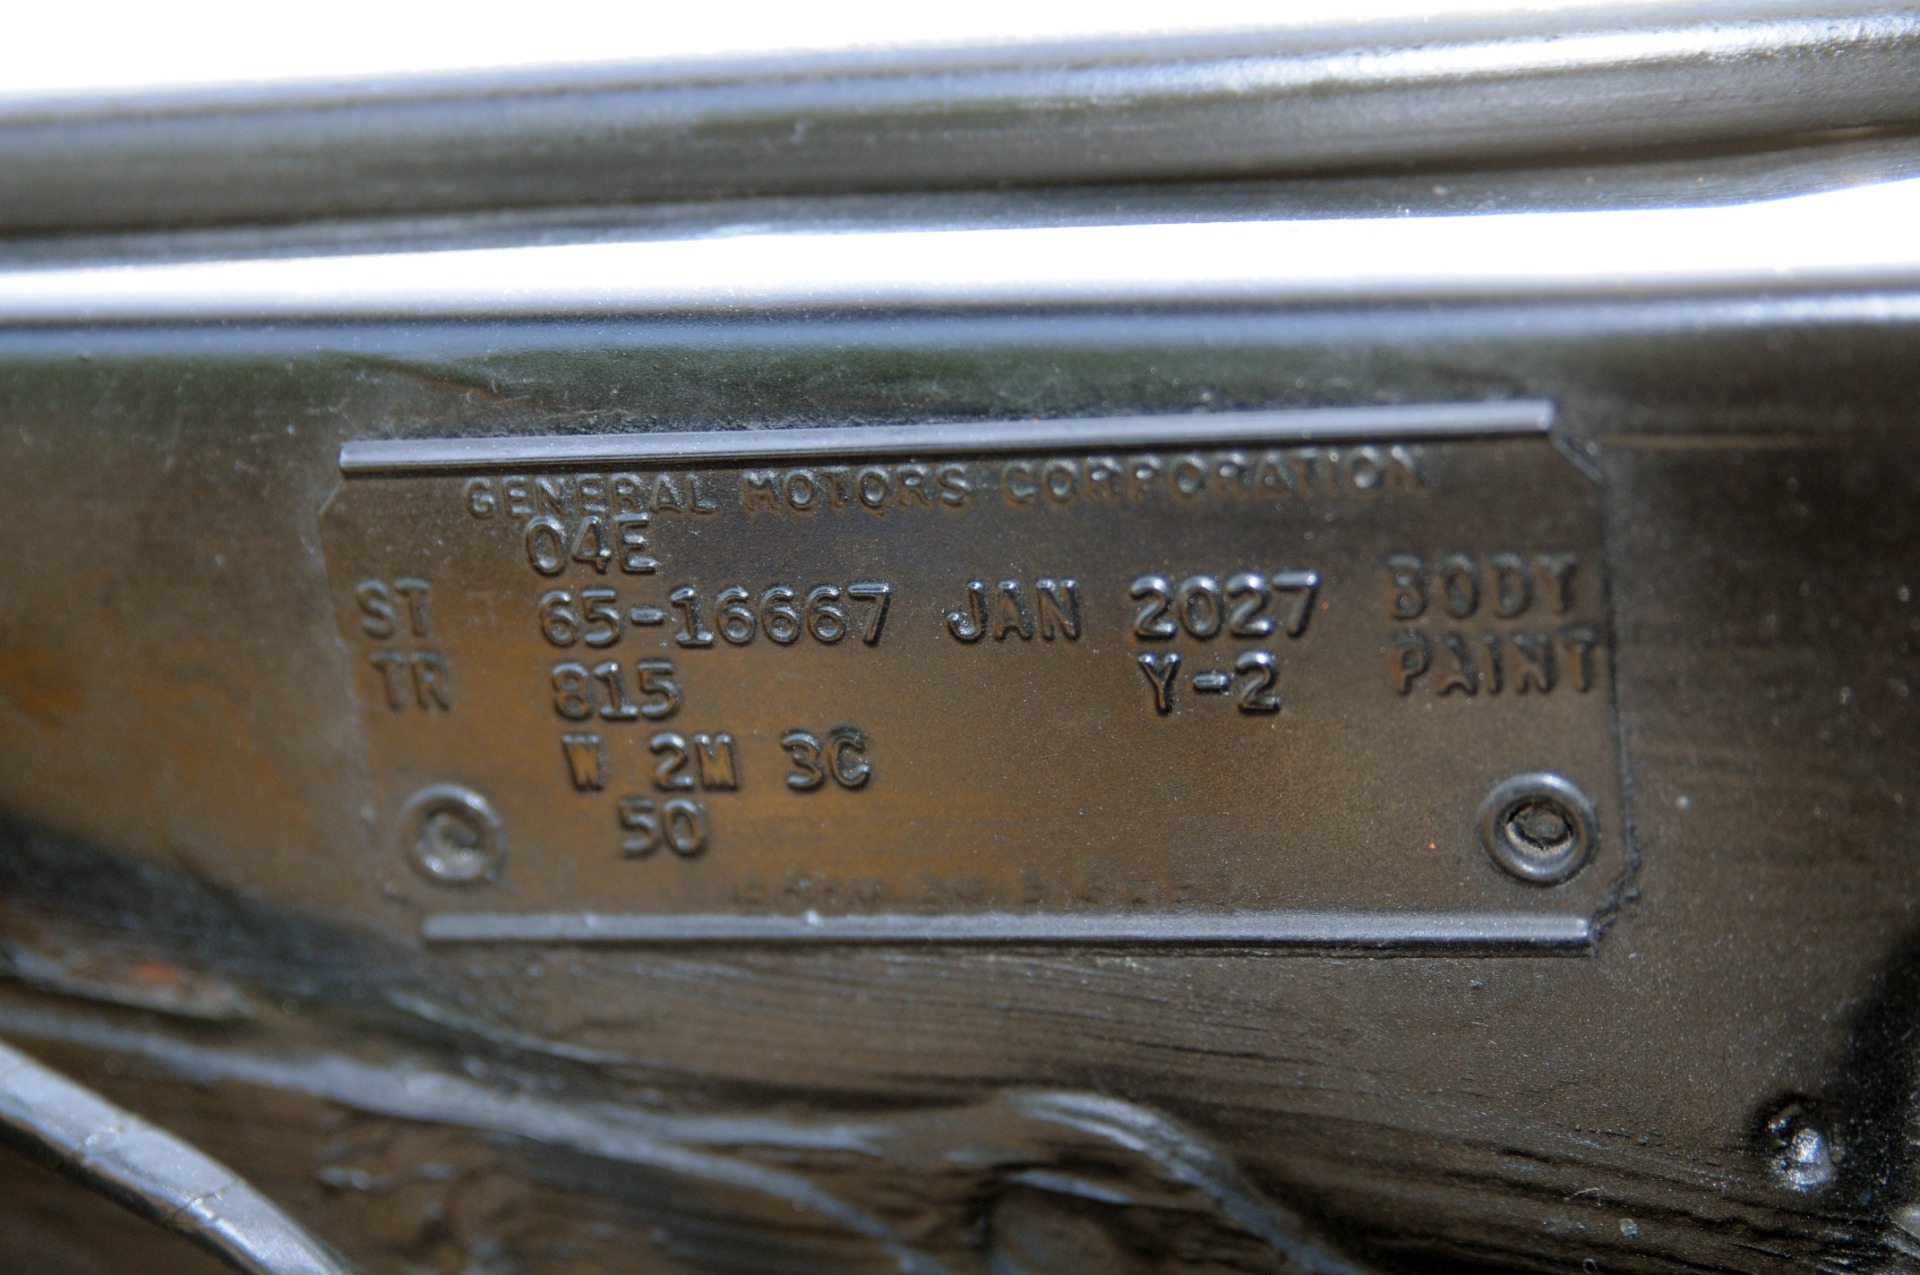 GENERAL MOTORS CORPORATION
04E
ST 65-16667 JAN 2027 BODY
TR 815 Y-2 PAINT
W 2M 3C
50